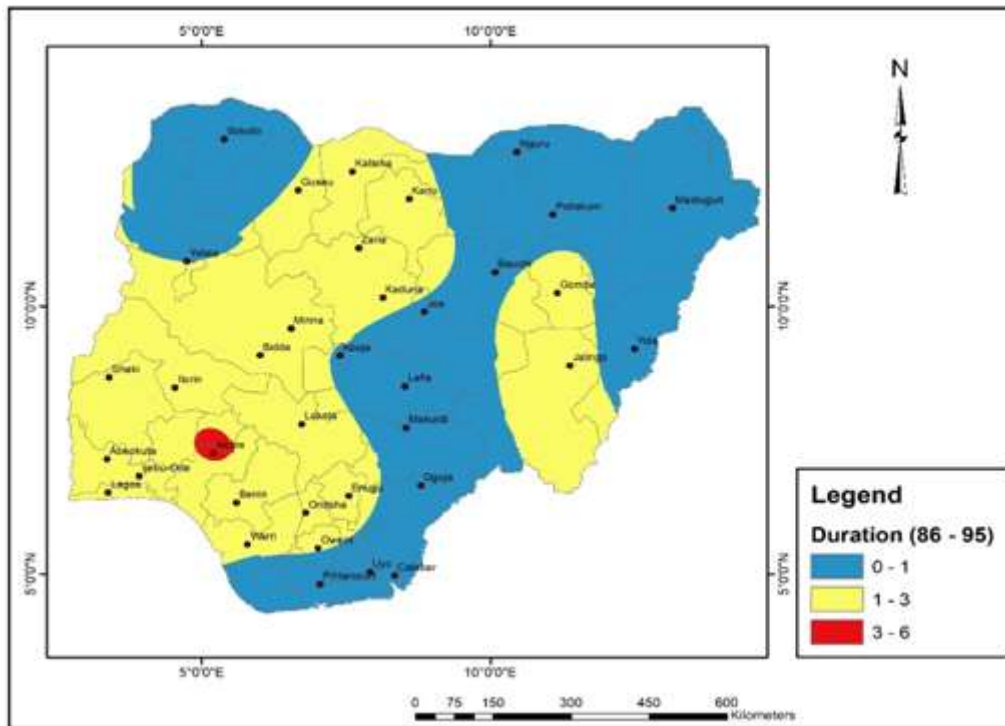 5°0'0"E 10°0'0"E
N
Sokoto
Nguru
Katsina
Gusau
Kano
Maiduguri
Potiskum
Zaria
Yelwa
Bauchi
Kaduna
Gombe
10°0'0"N 10°0'0"N
Jos
Minna
Bidda
Abuja
Yola
Shaki
Jalingo
Ilorin
Lafia
Lokoja
Makurdi
Akure
Abeokuta
Ijebu-Ode
Lagos
Benin
Enugu
Ogoja
Onitsha
Warri
Owerri
Uyo
Calabar
5°0'0"N 5°0'0"N
Legend
Duration (86 - 95)
0 - 1
1 - 3
3 - 6
5°0'0"E 10°0'0"E
0 75 150 300 450 600
Kilometers